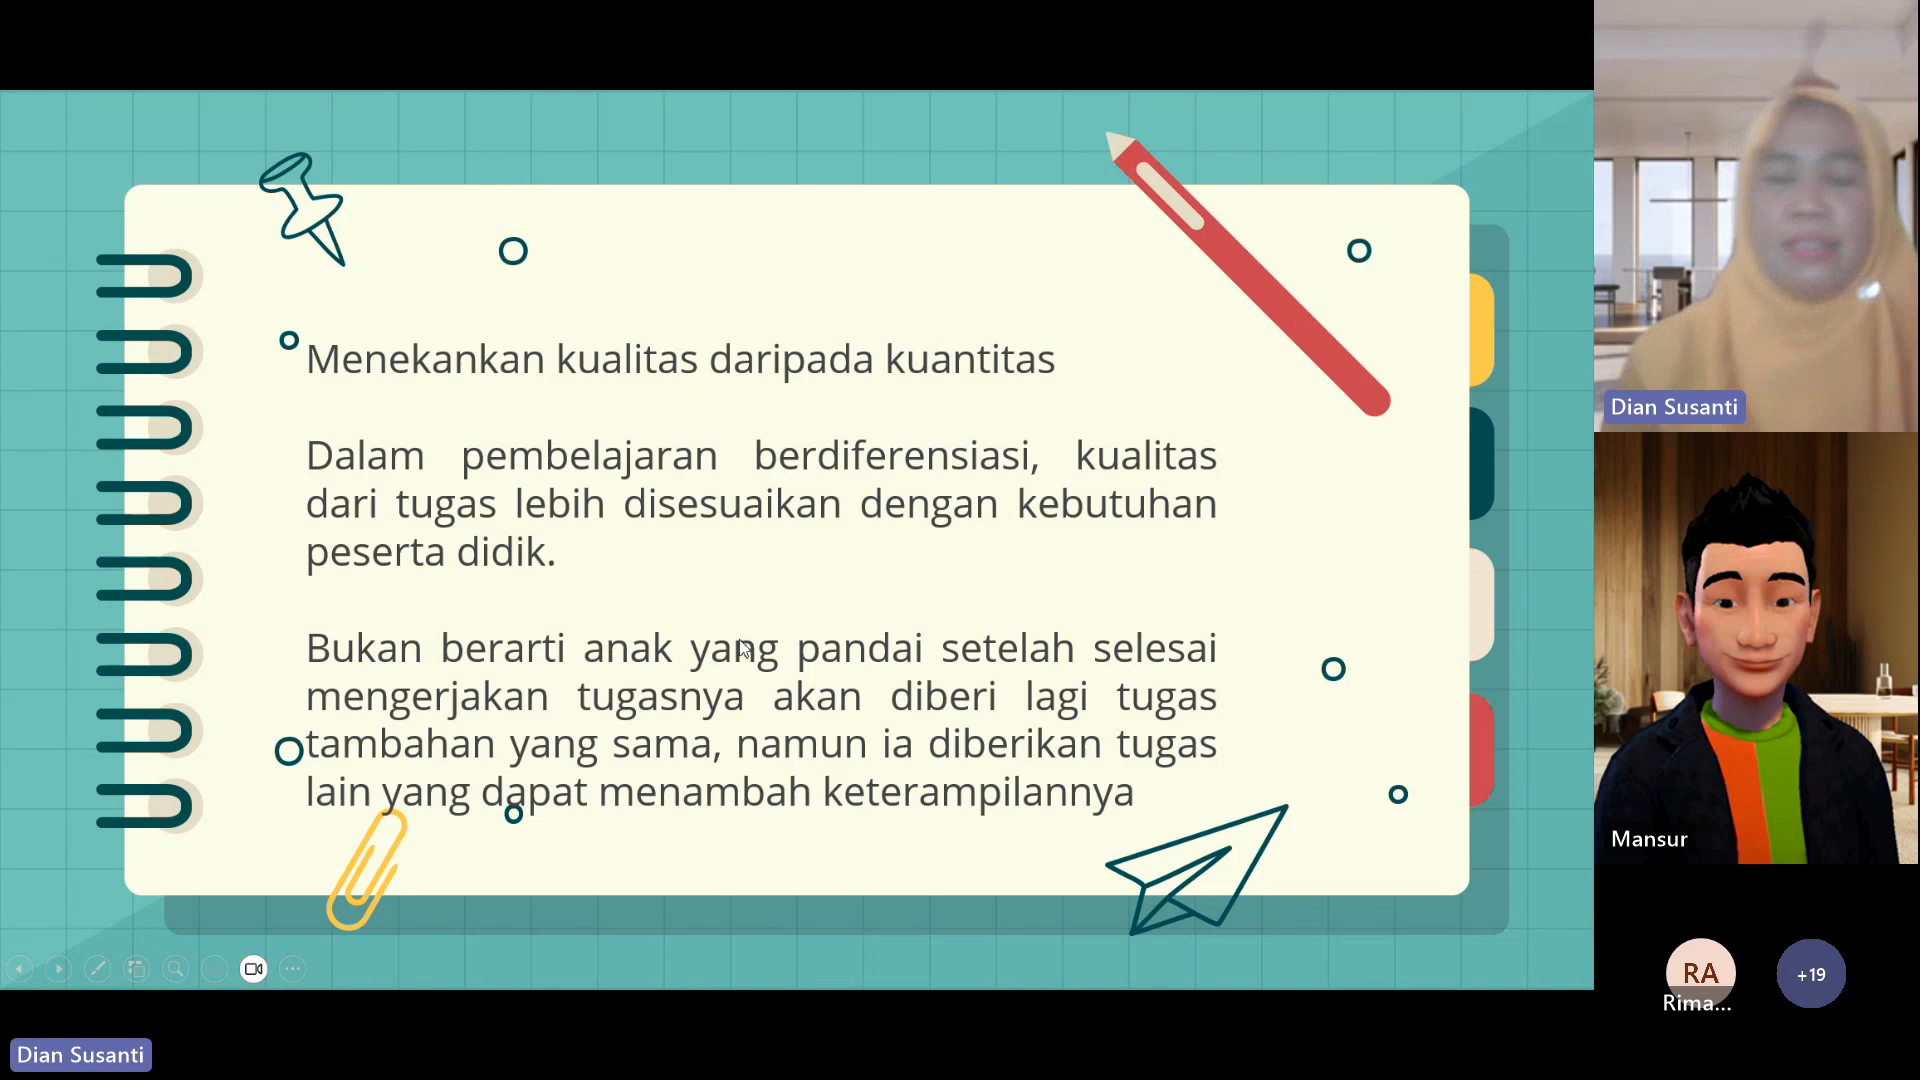 Menekankan kualitas daripada kuantitas
Dalam pembelajaran berdiferensiasi, kualitas
dari tugas lebih disesuaikan dengan kebutuhan
peserta didik.
Bukan berarti anak yang pandai setelah selesai
mengerjakan tugasnya akan diberi lagi tugas
tambahan yang sama, namun ia diberikan tugas
lain yang dapat menambah keterampilannya
Dian Susanti
Mansur
RA
Rima...
+19
Dian Susanti